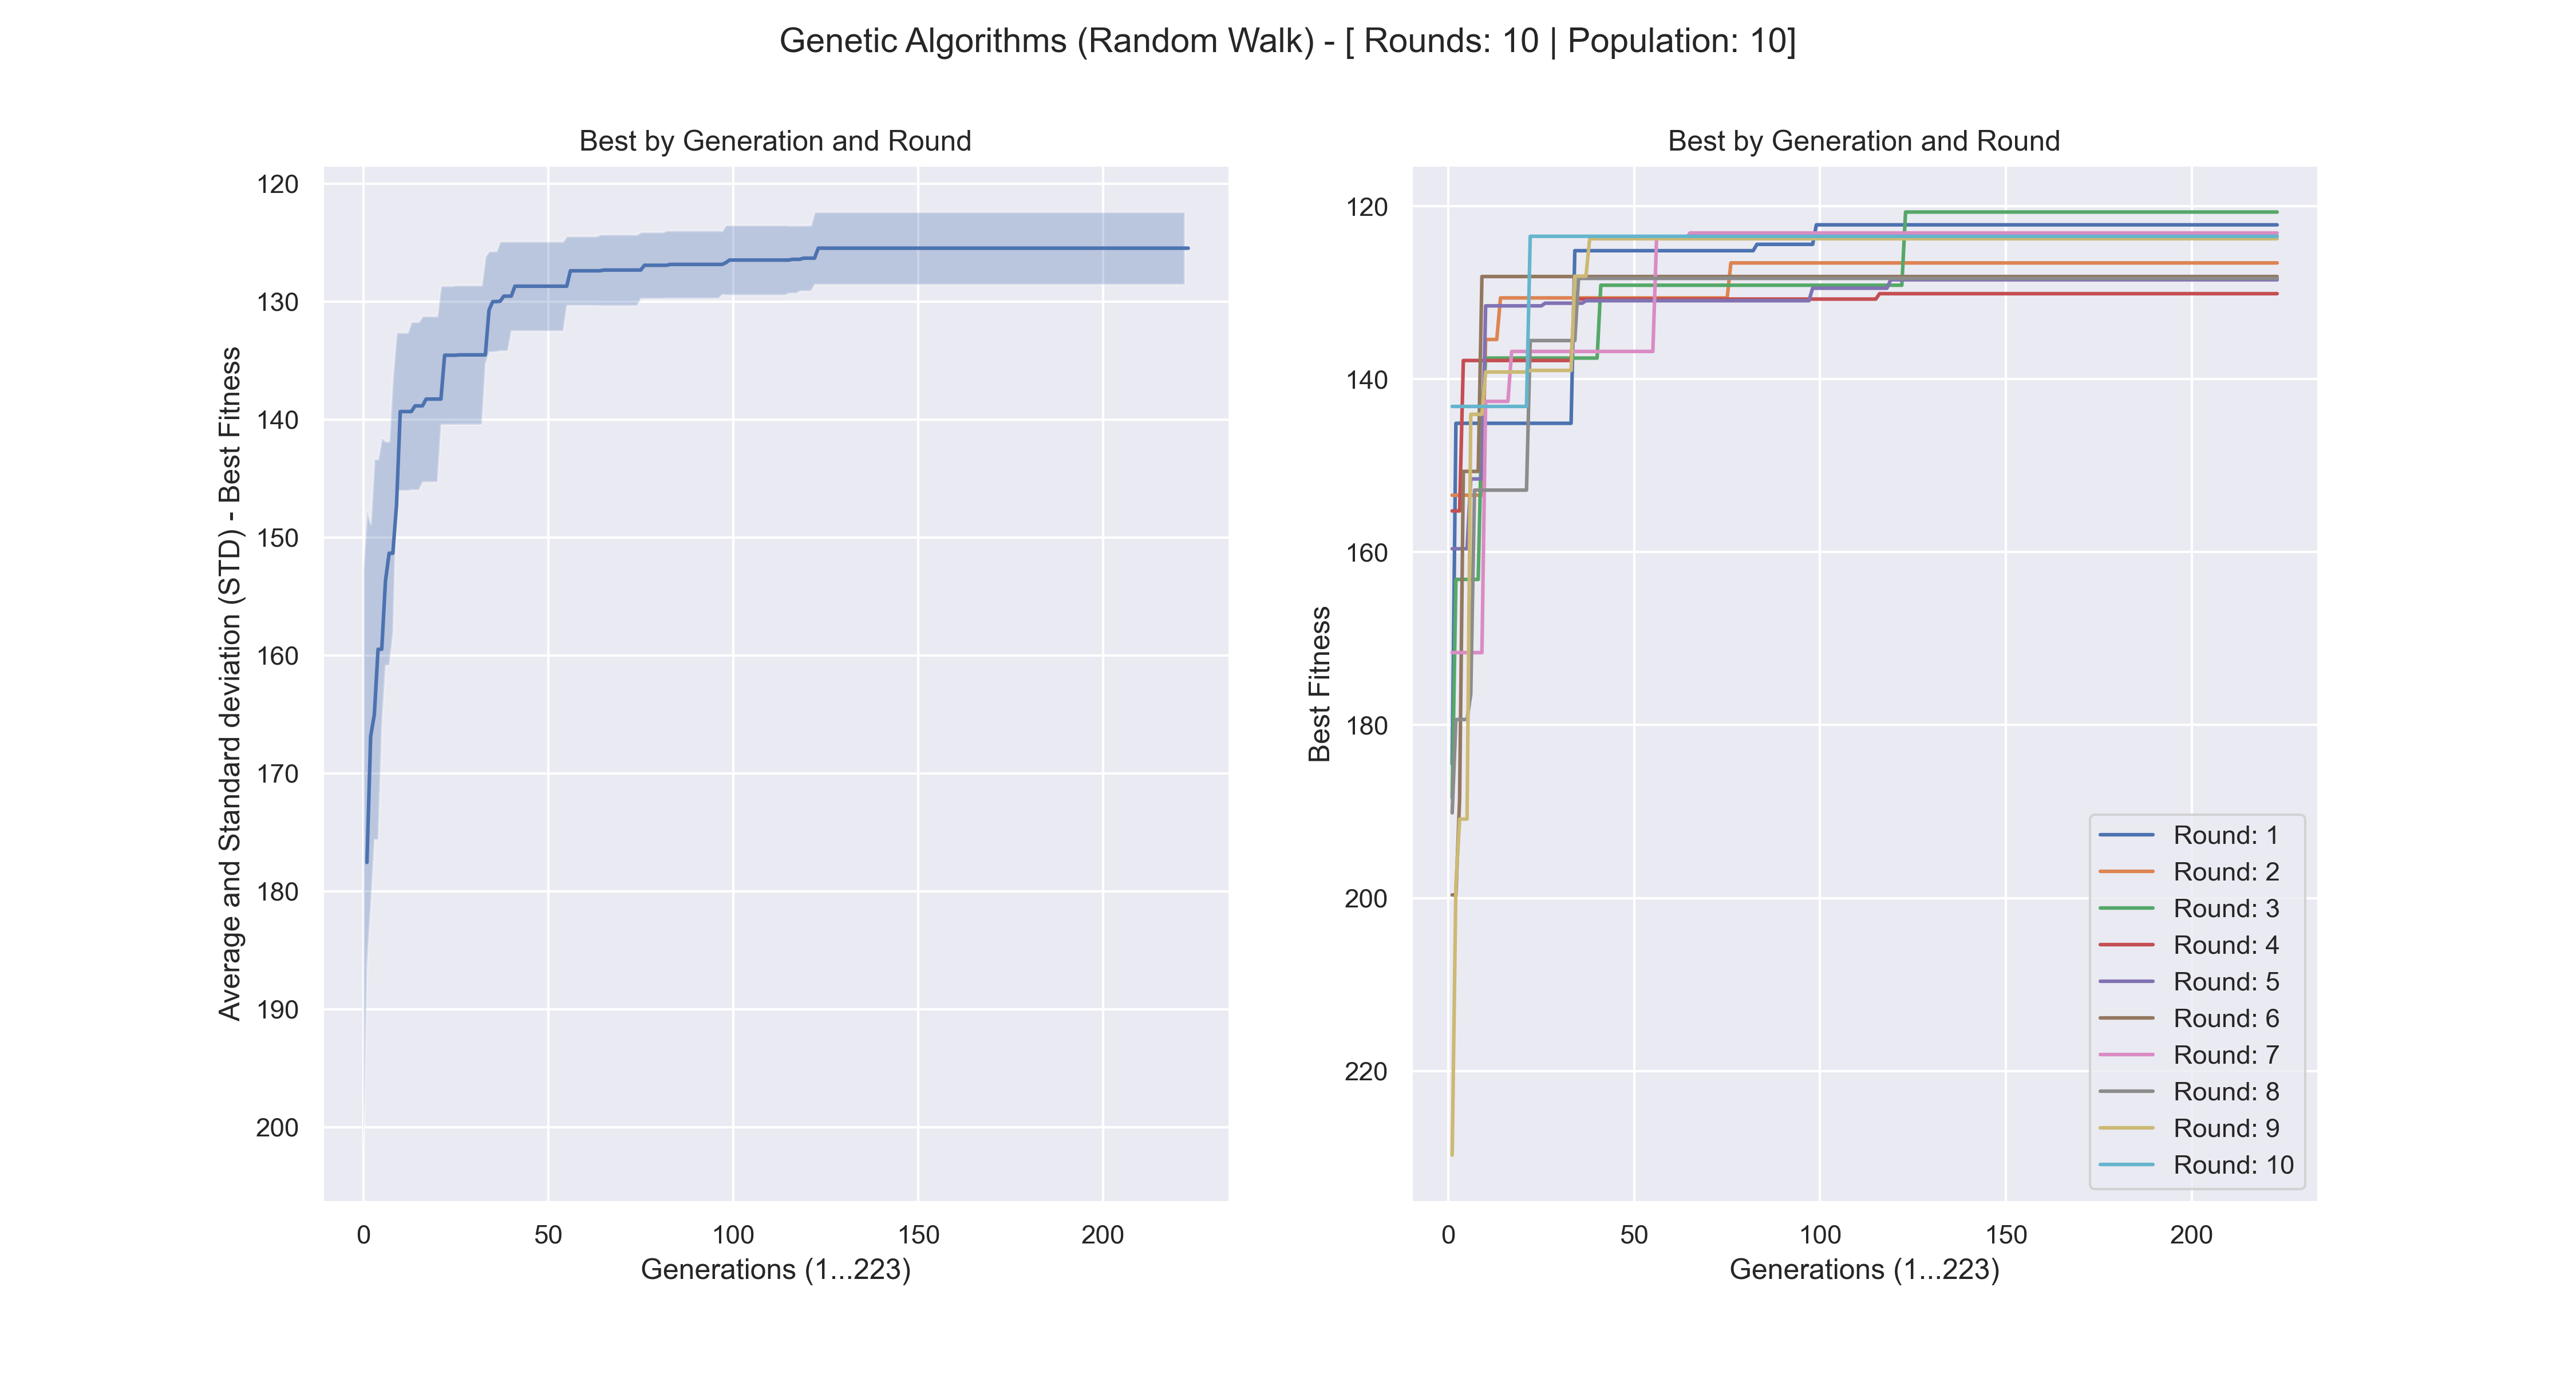 Genetic Algorithms (Random Walk) - [ Rounds: 10 | Population: 10]
Best by Generation and Round
Average and Standard deviation (STD) - Best Fitness
120
130
140
150
160
170
180
190
200
0 50 100 150 200
Generations (1...223)
Best by Generation and Round
Best Fitness
120
140
160
180
200
220
Round: 1
Round: 2
Round: 3
Round: 4
Round: 5
Round: 6
Round: 7
Round: 8
Round: 9
Round: 10
0 50 100 150 200
Generations (1...223)